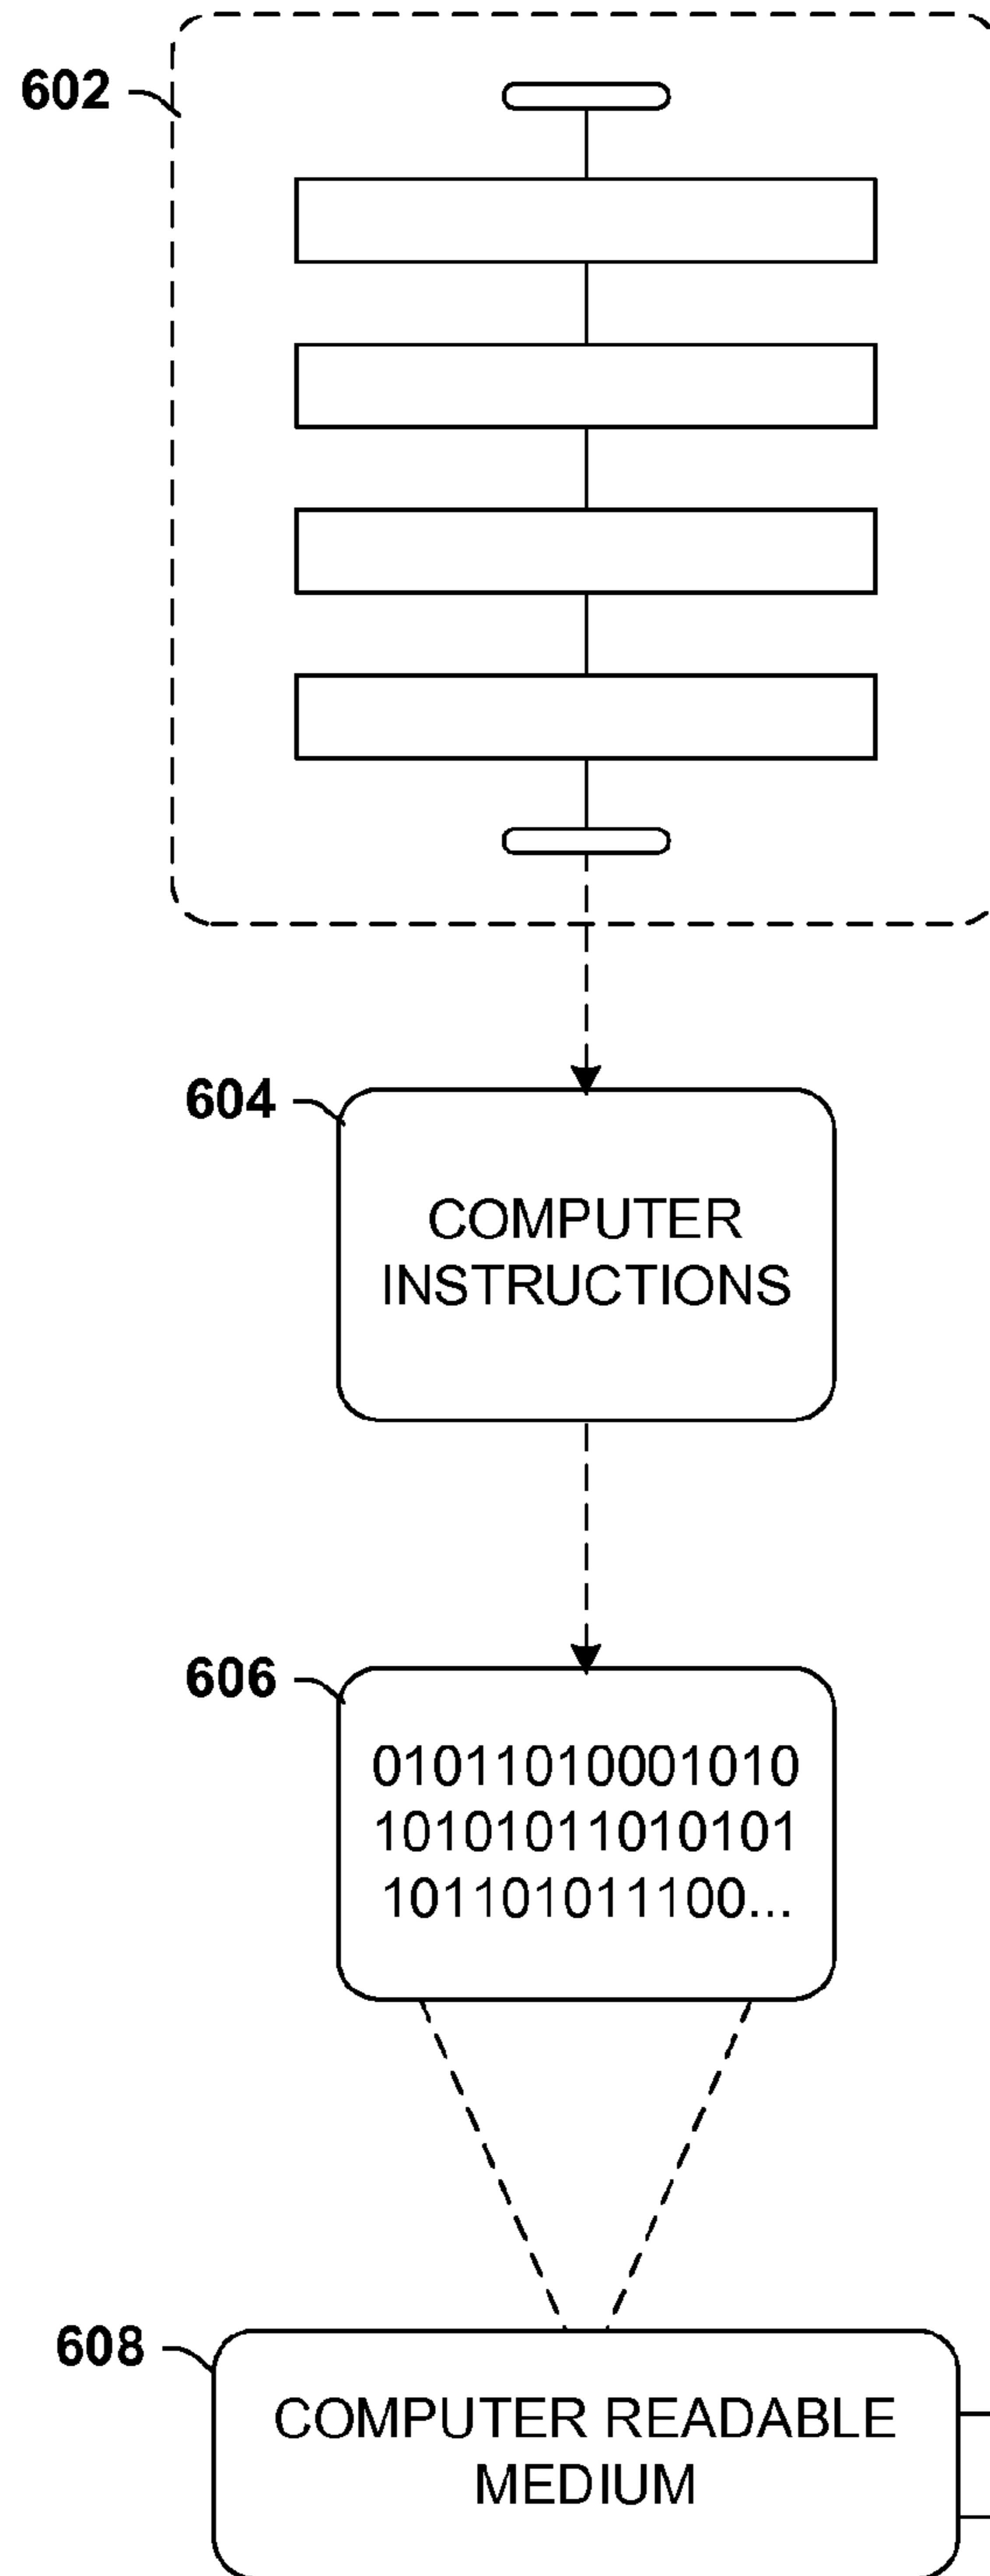 602
604
COMPUTER
INSTRUCTIONS
606
01011010001010
10101011010101
101101011100...
608
COMPUTER READABLE
MEDIUM